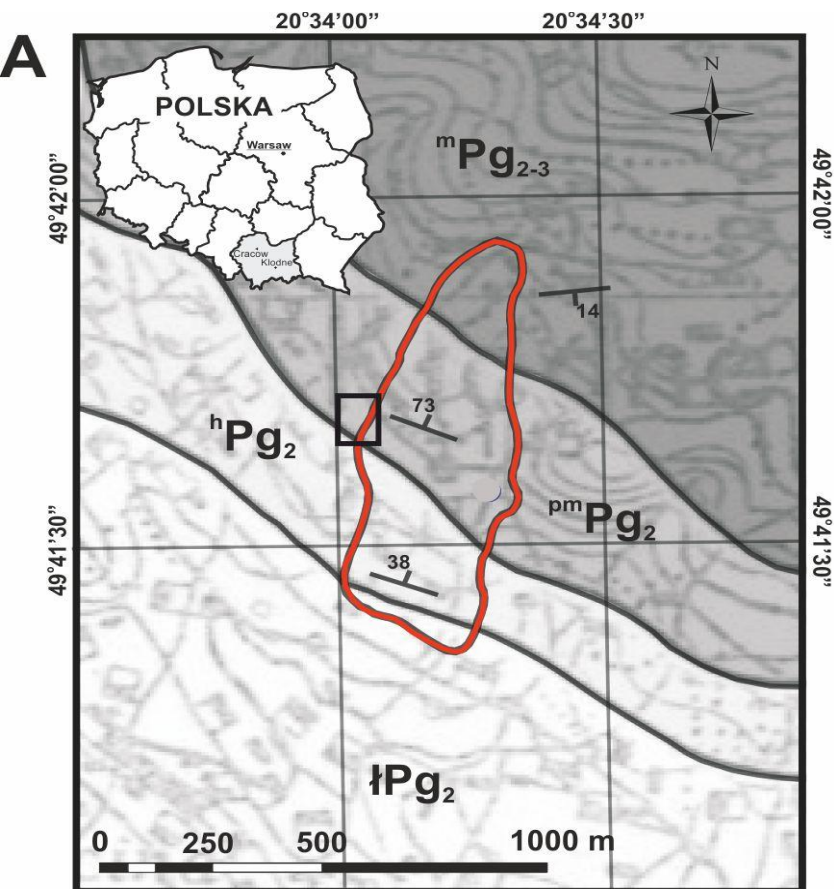 A
20°34’00”
20°34’30”
POLSKA
Warsaw
Cracow
Klodne
N
mPg2-3
49°42’00”
49°42’00”
14
73
hPg2
pmPg2
49°41’30”
49°41’30”
38
łPg2
0 250 500 1000 m